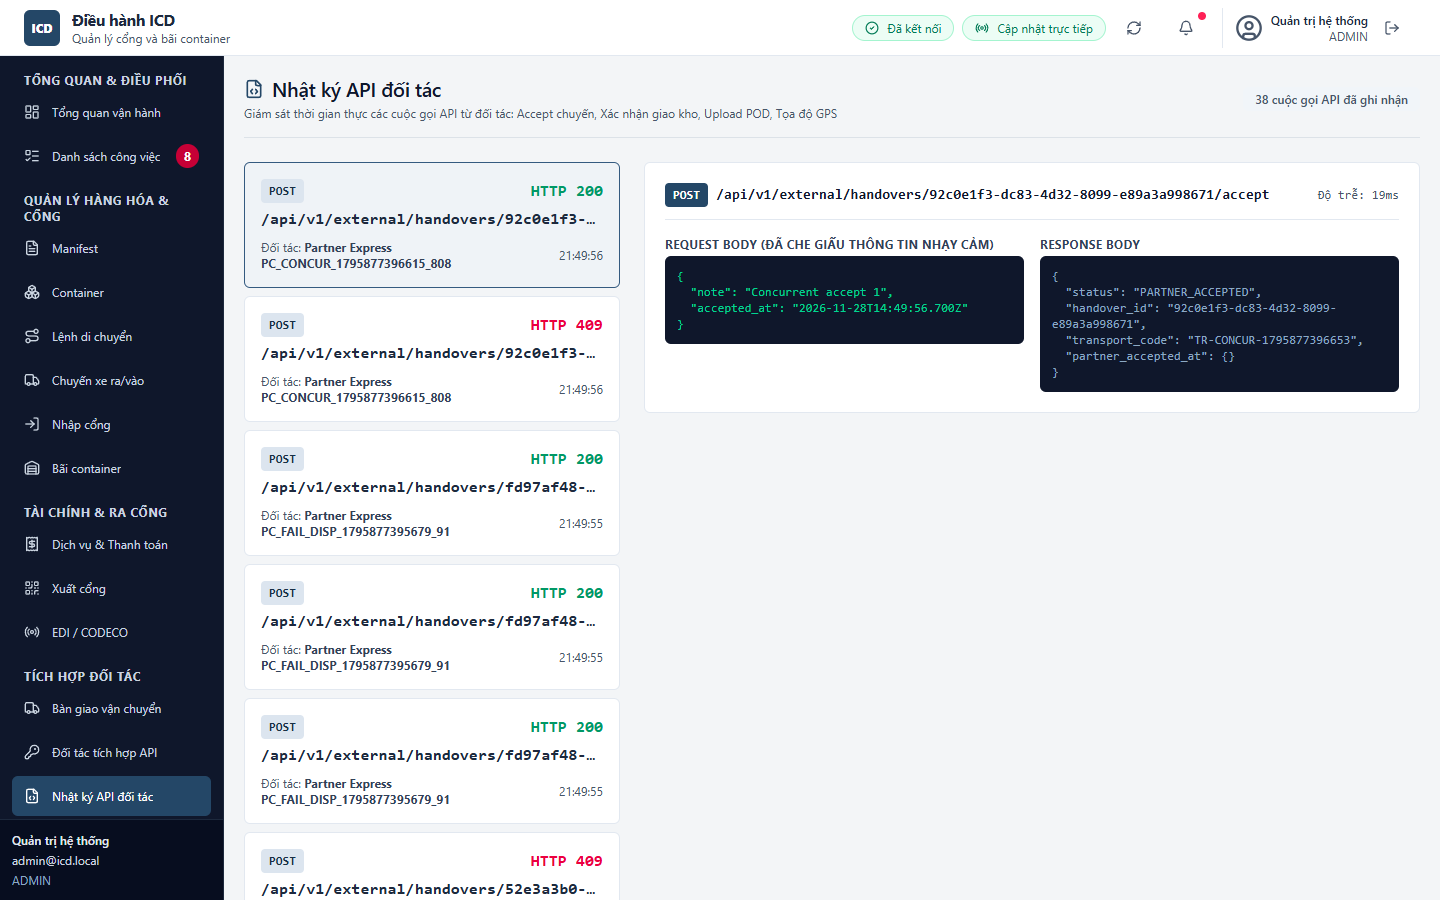 ICD
Điều hành ICD
Quản lý cổng và bãi container
Đã kết nối
Cập nhật trực tiếp
Quản trị hệ thống
ADMIN
TỔNG QUAN & ĐIỀU PHỐI
Tổng quan vận hành
Danh sách công việc
8
QUẢN LÝ HÀNG HÓA &
CỔNG
Manifest
Container
Lệnh di chuyển
Chuyến xe ra/vào
Nhập cổng
Bãi container
TÀI CHÍNH & RA CỔNG
Dịch vụ & Thanh toán
Xuất cổng
EDI / CODECO
TÍCH HỢP ĐỐI TÁC
Bàn giao vận chuyển
Đối tác tích hợp API
Nhật ký API đối tác
Quản trị hệ thống
admin@icd.local
ADMIN
Nhật ký API đối tác
Giám sát thời gian thực các cuộc gọi API từ đối tác: Accept chuyến, Xác nhận giao kho, Upload POD, Tọa độ GPS
38 cuộc gọi API đã ghi nhận
POST
HTTP 200
/api/v1/external/handovers/92c0e1f3-…
Đối tác: Partner Express
PC_CONCUR_1795877396615_808
21:49:56
POST
HTTP 409
/api/v1/external/handovers/92c0e1f3-…
Đối tác: Partner Express
PC_CONCUR_1795877396615_808
21:49:56
POST
HTTP 200
/api/v1/external/handovers/fd97af48-…
Đối tác: Partner Express
PC_FAIL_DISP_1795877395679_91
21:49:55
POST
HTTP 200
/api/v1/external/handovers/fd97af48-…
Đối tác: Partner Express
PC_FAIL_DISP_1795877395679_91
21:49:55
POST
HTTP 200
/api/v1/external/handovers/fd97af48-…
Đối tác: Partner Express
PC_FAIL_DISP_1795877395679_91
21:49:55
POST
HTTP 409
/api/v1/external/handovers/52e3a3b0-…
POST
/api/v1/external/handovers/92c0e1f3-dc83-4d32-8099-e89a3a998671/accept
Độ trễ: 19ms
REQUEST BODY (ĐÃ CHE GIẤU THÔNG TIN NHẠY CẢM)
{
"note": "Concurrent accept 1",
"accepted_at": "2026-11-28T14:49:56.700Z"
}
RESPONSE BODY
{
"status": "PARTNER_ACCEPTED",
"handover_id": "92c0e1f3-dc83-4d32-8099-
e89a3a998671",
"transport_code": "TR-CONCUR-1795877396653",
"partner_accepted_at": {}
}